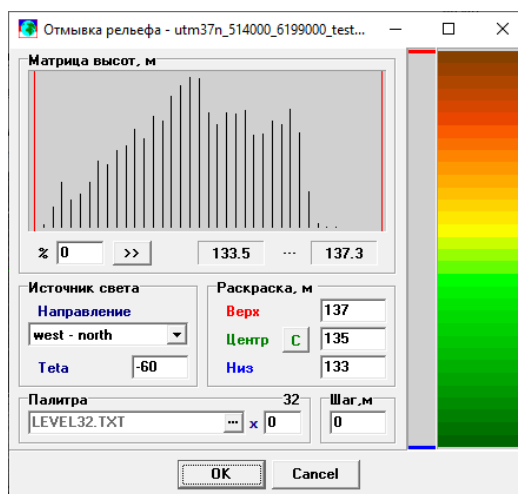 Отмывка рельефа - utm37n_514000_6199000_test...
Матрица высот, м
% 0 >> 133.5 ... 137.3
Источник света
Направление
west - north
Teta -60
Раскраска, м
Верх 137
Центр C 135
Низ 133
Палитра 32
LEVEL32.TXT ... x 0
Шаг,м
0
OK Cancel